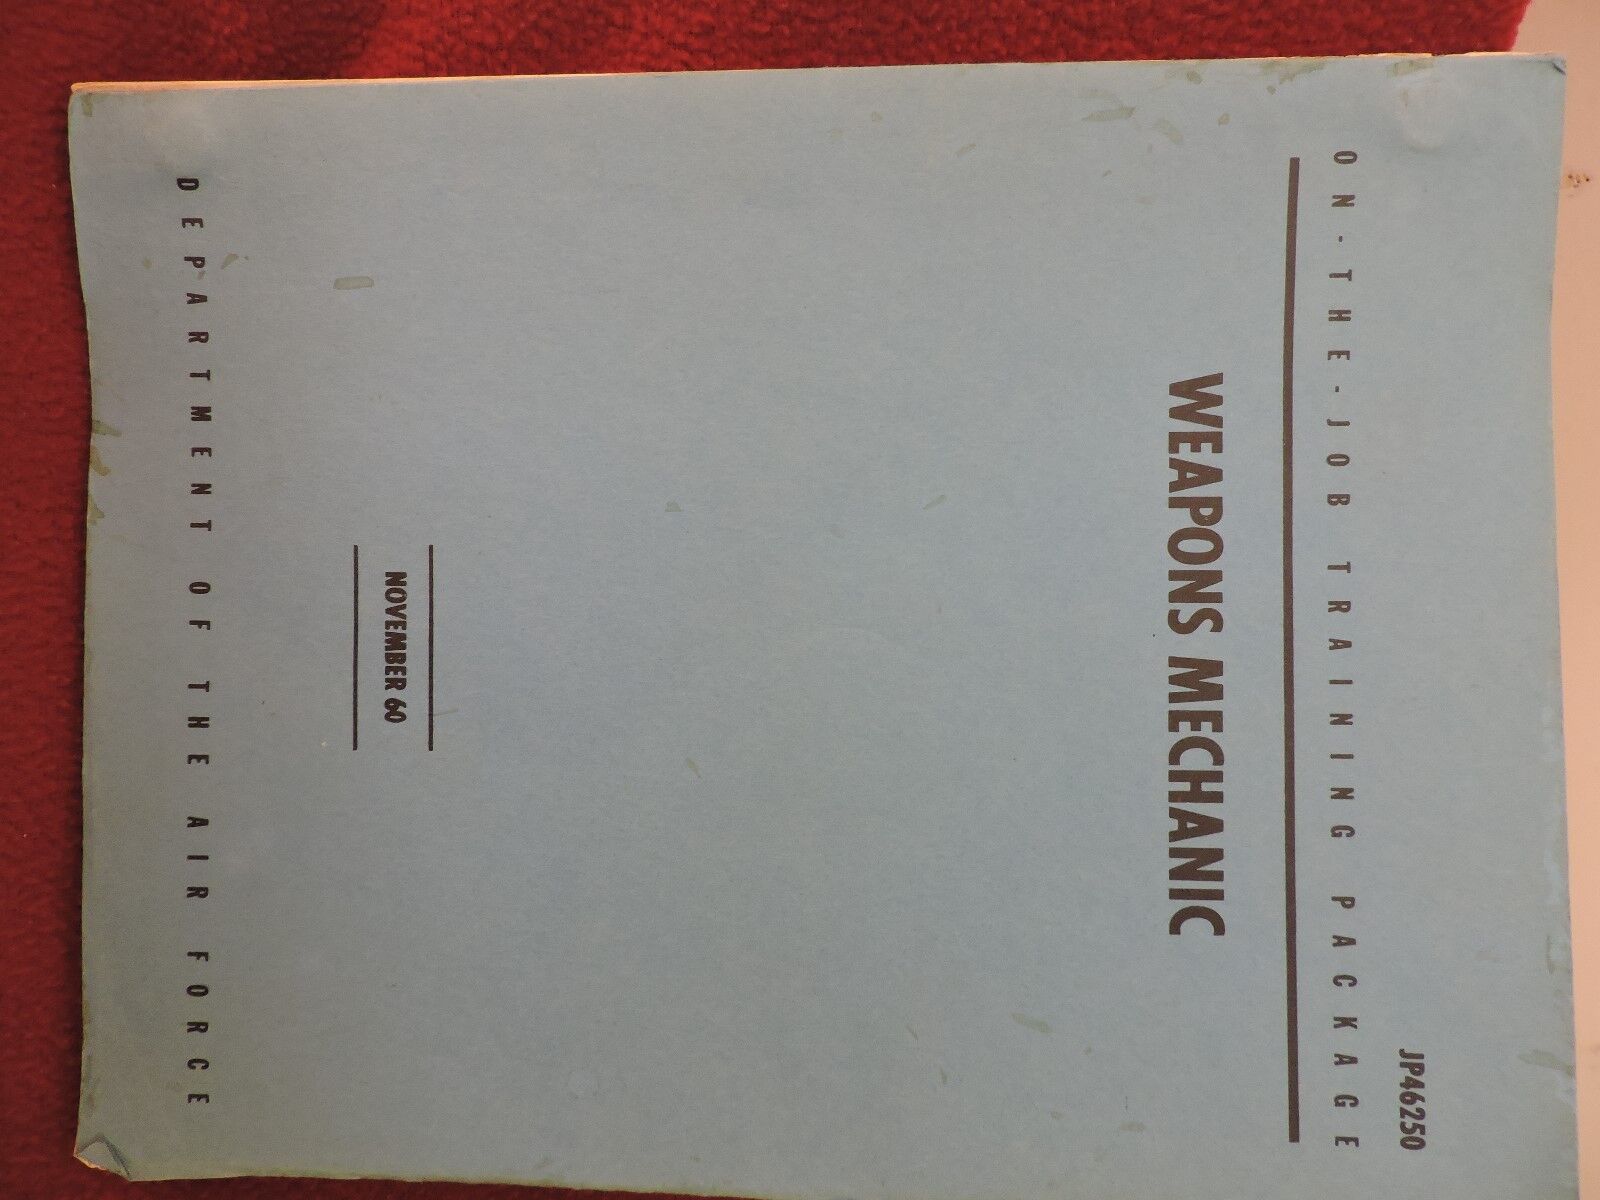 JP46250
ON-THE-JOB TRAINING PACKAGE
WEAPONS MECHANIC
NOVEMBER 60
DEPARTMENT OF THE AIR FORCE